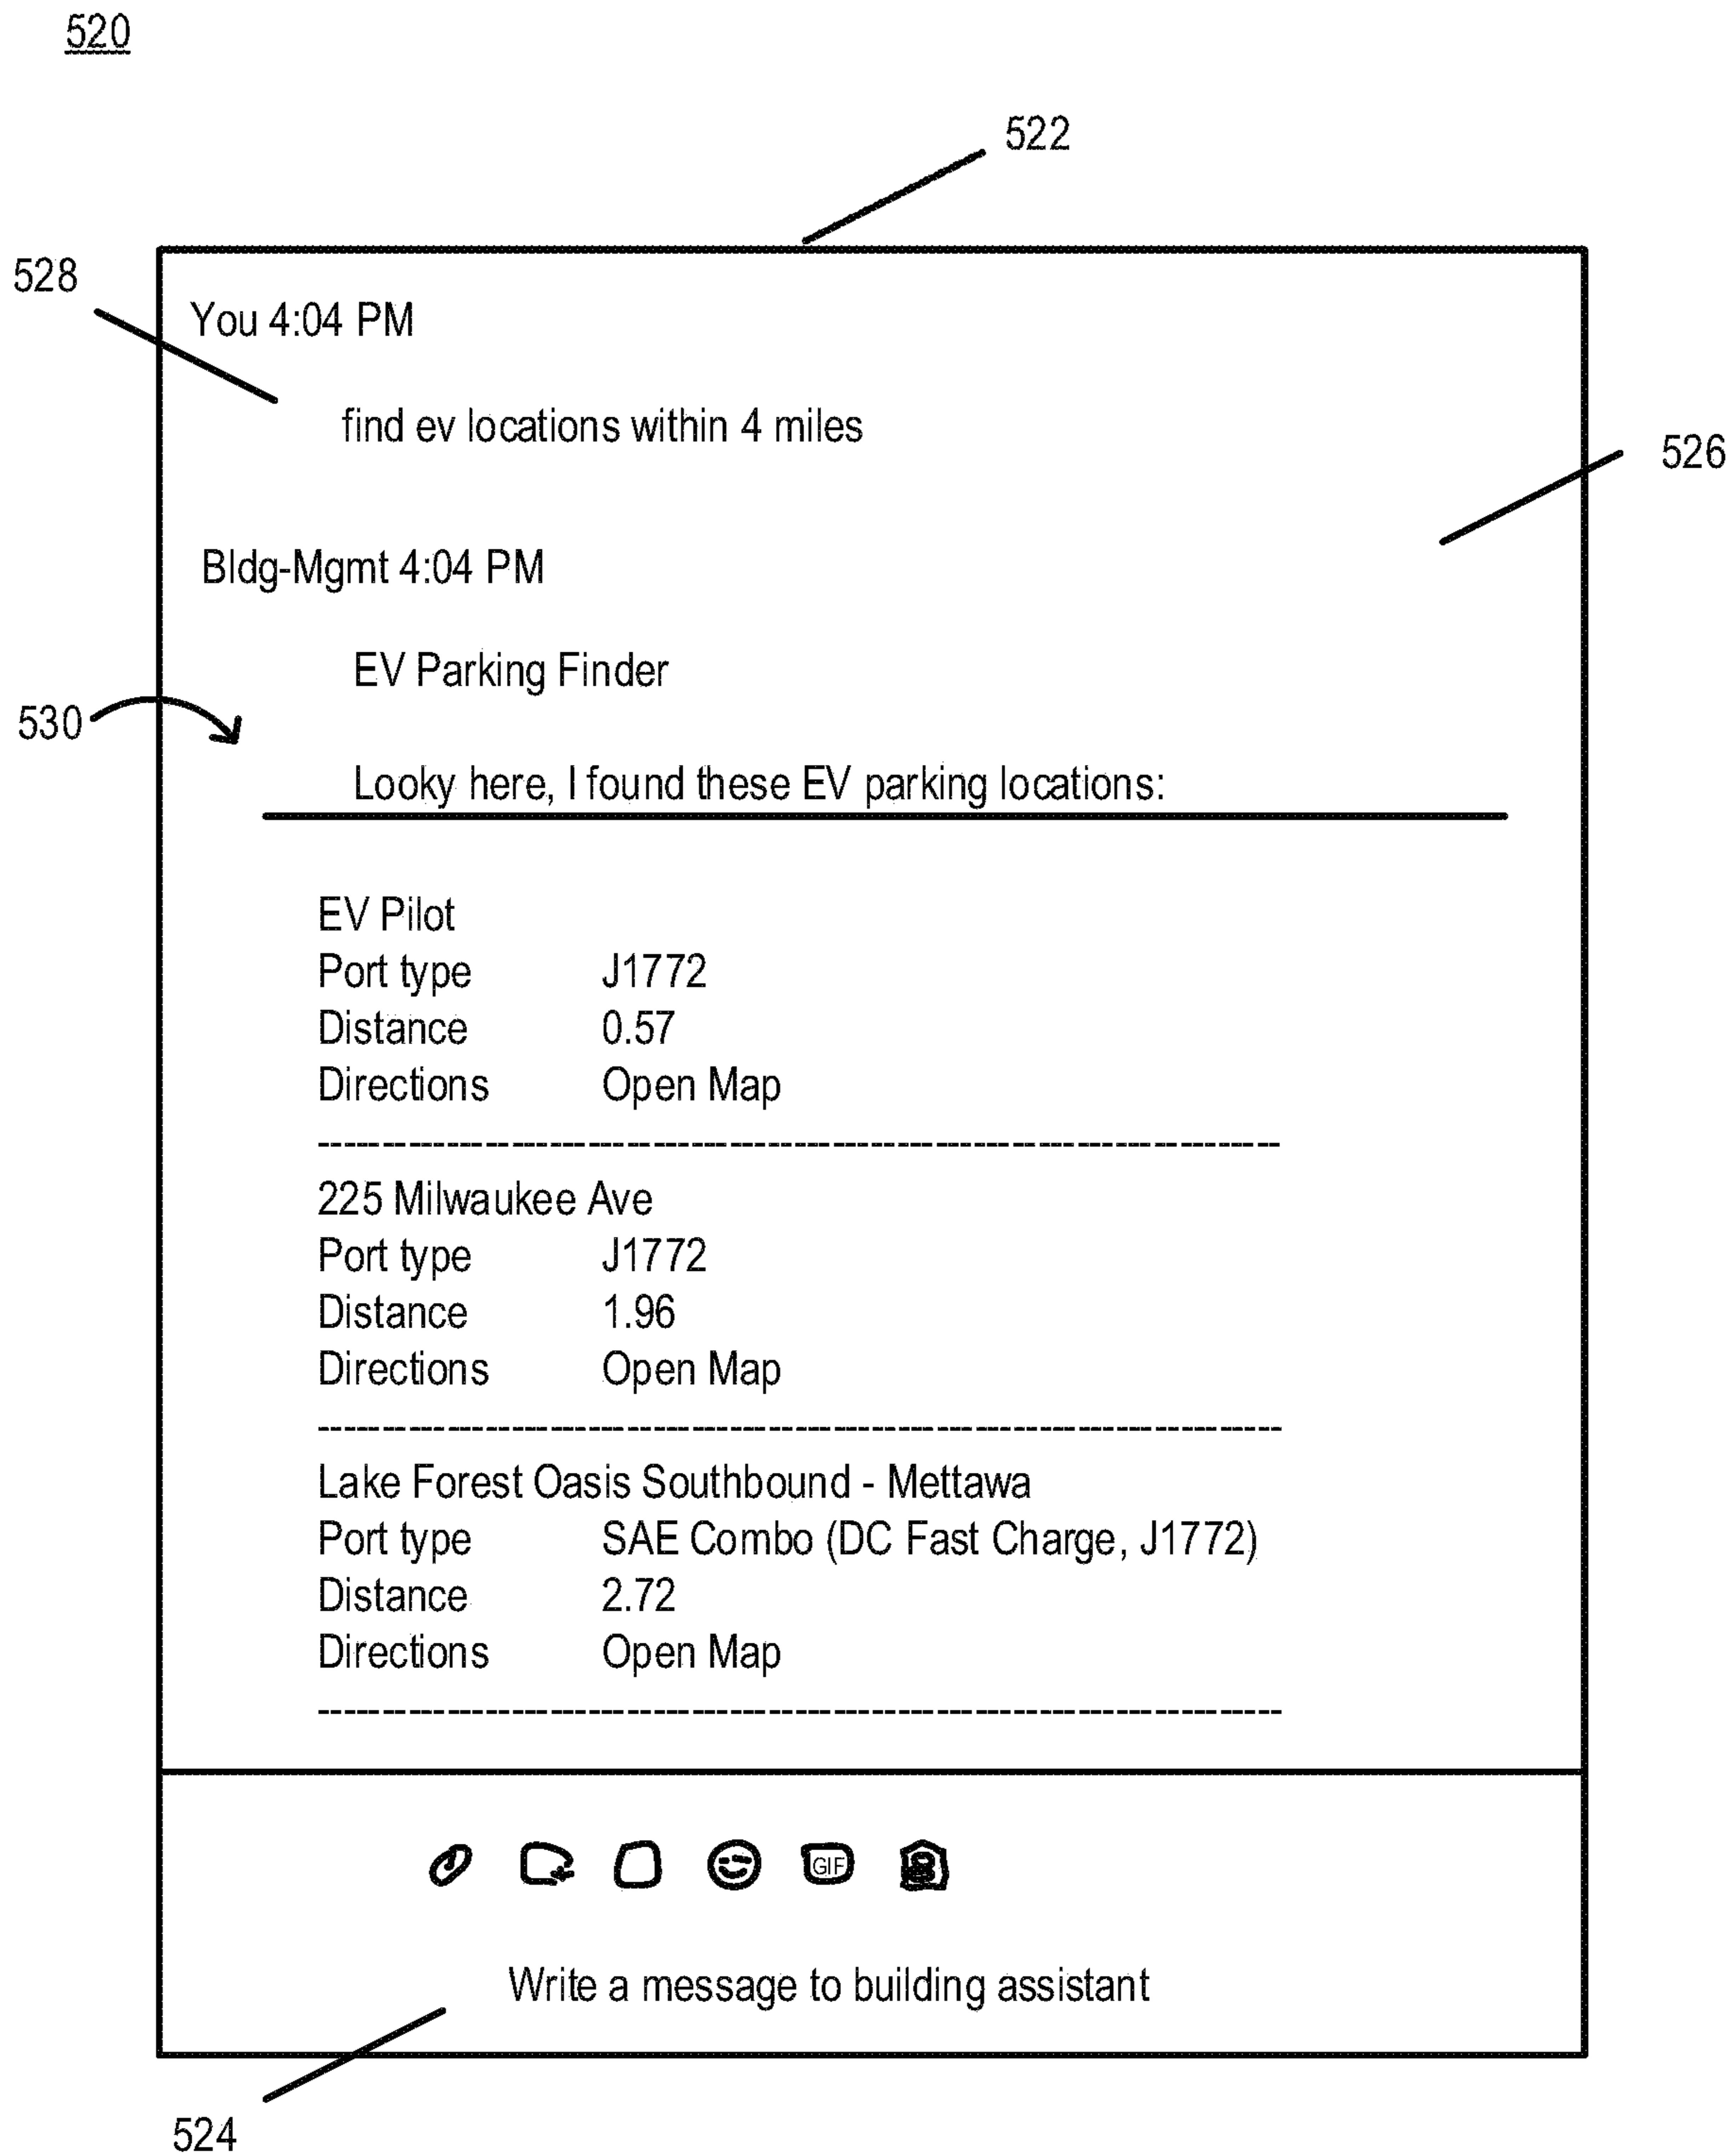 520
522
528
You 4:04 PM
find ev locations within 4 miles
526
Bldg-Mgmt 4:04 PM
EV Parking Finder
530
Looky here, I found these EV parking locations:
EV Pilot
Port type J1772
Distance 0.57
Directions Open Map
--------------------------------------------------------------------------
225 Milwaukee Ave
Port type J1772
Distance 1.96
Directions Open Map
--------------------------------------------------------------------------
Lake Forest Oasis Southbound - Mettawa
Port type SAE Combo (DC Fast Charge, J1772)
Distance 2.72
Directions Open Map
--------------------------------------------------------------------------
GIF
Write a message to building assistant
524